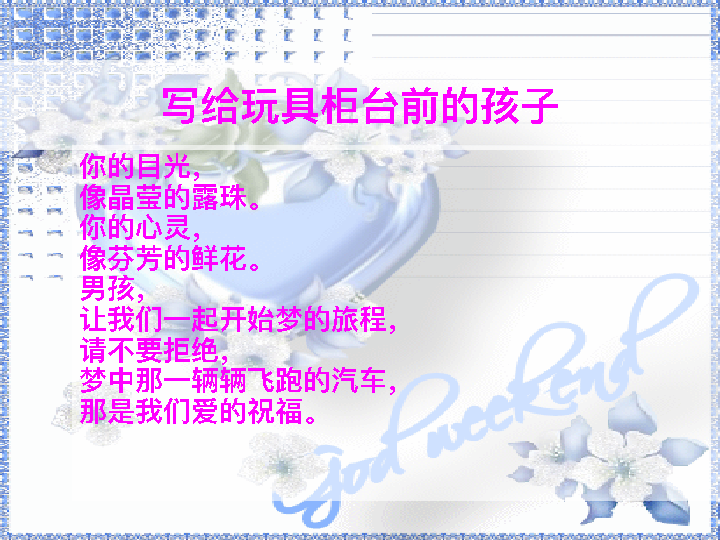 写给玩具柜台前的孩子
你的目光，
像晶莹的露珠。
你的心灵，
像芬芳的鲜花。
男孩，
让我们一起开始梦的旅程，
请不要拒绝，
梦中那一辆辆飞跑的汽车，
那是我们爱的祝福。
God weekend